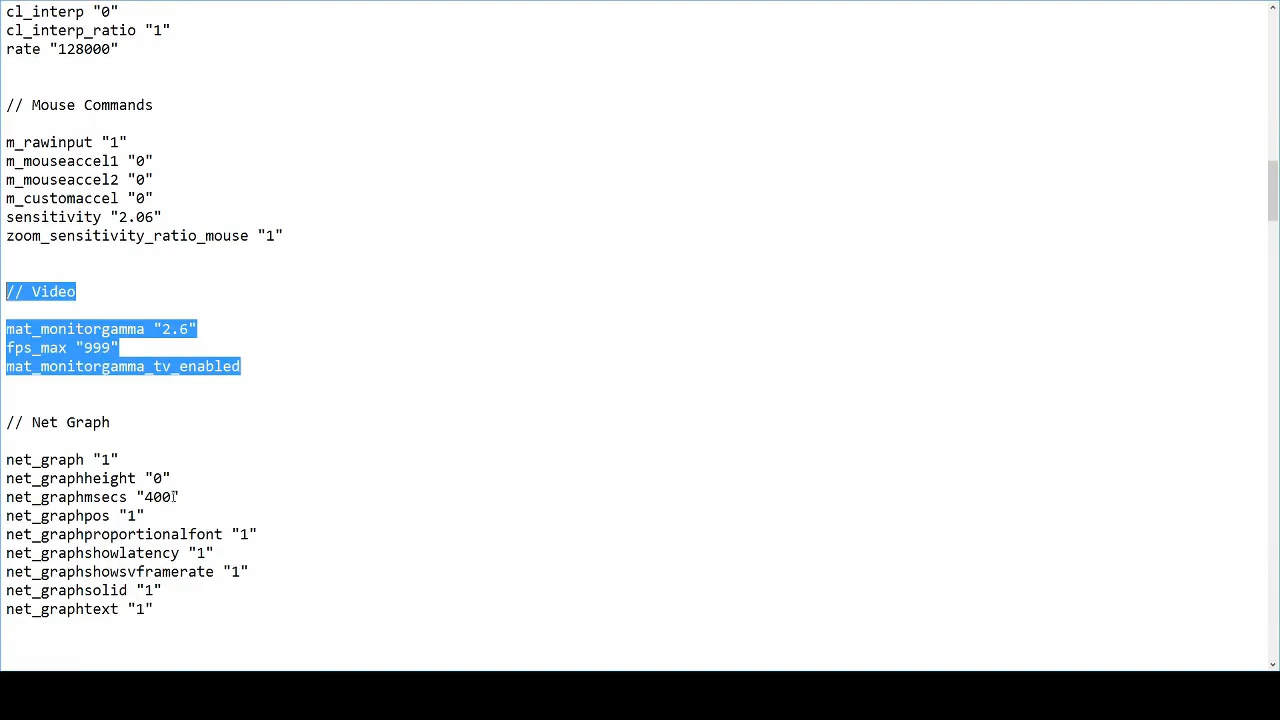 cl_interp "0"
cl_interp_ratio "1"
rate "128000"
// Mouse Commands
m_rawinput "1"
m_mouseaccel1 "0"
m_mouseaccel2 "0"
m_customaccel "0"
sensitivity "2.06"
zoom_sensitivity_ratio_mouse "1"
// Video
mat_monitorgamma "2.6"
fps_max "999"
mat_monitorgamma_tv_enabled
// Net Graph
net_graph "1"
net_graphheight "0"
net_graphmsecs "400"
net_graphpos "1"
net_graphproportionalfont "1"
net_graphshowlatency "1"
net_graphshowsvframerate "1"
net_graphsolid "1"
net_graphtext "1"